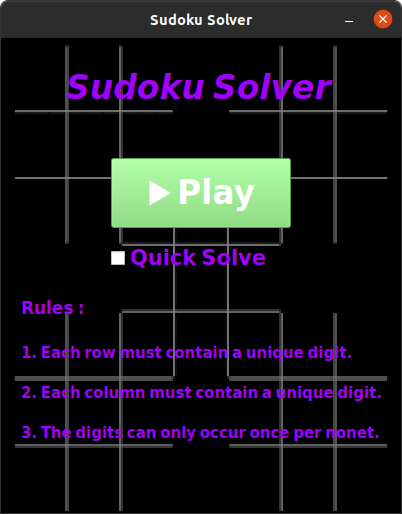 Sudoku Solver
Sudoku Solver
Play
Quick Solve
Rules :
1. Each row must contain a unique digit.
2. Each column must contain a unique digit.
3. The digits can only occur once per nonet.